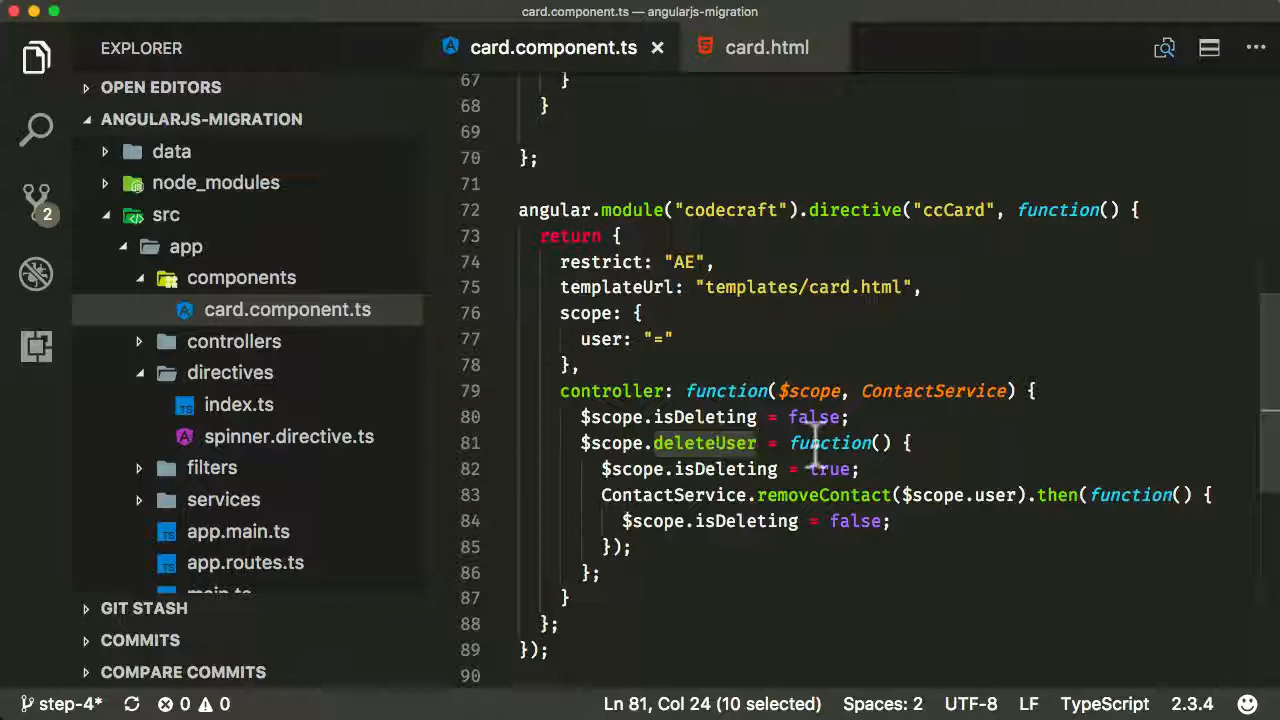 card.component.ts — angularjs-migration
EXPLORER
card.component.ts
card.html
OPEN EDITORS
ANGULARJS-MIGRATION
data
node_modules
src
2
app
components
card.component.ts
controllers
directives
index.ts
spinner.directive.ts
filters
services
app.main.ts
app.routes.ts
main.ts
GIT STASH
COMMITS
COMPARE COMMITS
67 }
68 }
69
70 };
71
72 angular.module("codecraft").directive("ccCard", function() {
73 return {
74 restrict: "AE",
75 templateUrl: "templates/card.html",
76 scope: {
77 user: "="
78 },
79 controller: function($scope, ContactService) {
80 $scope.isDeleting = false;
81 $scope.deleteUser = function() {
82 $scope.isDeleting = true;
83 ContactService.removeContact($scope.user).then(function() {
84 $scope.isDeleting = false;
85 });
86 };
87 }
88 };
89 });
90
step-4* 0 0 Ln 81, Col 24 (10 selected) Spaces: 2 UTF-8 LF TypeScript 2.3.4